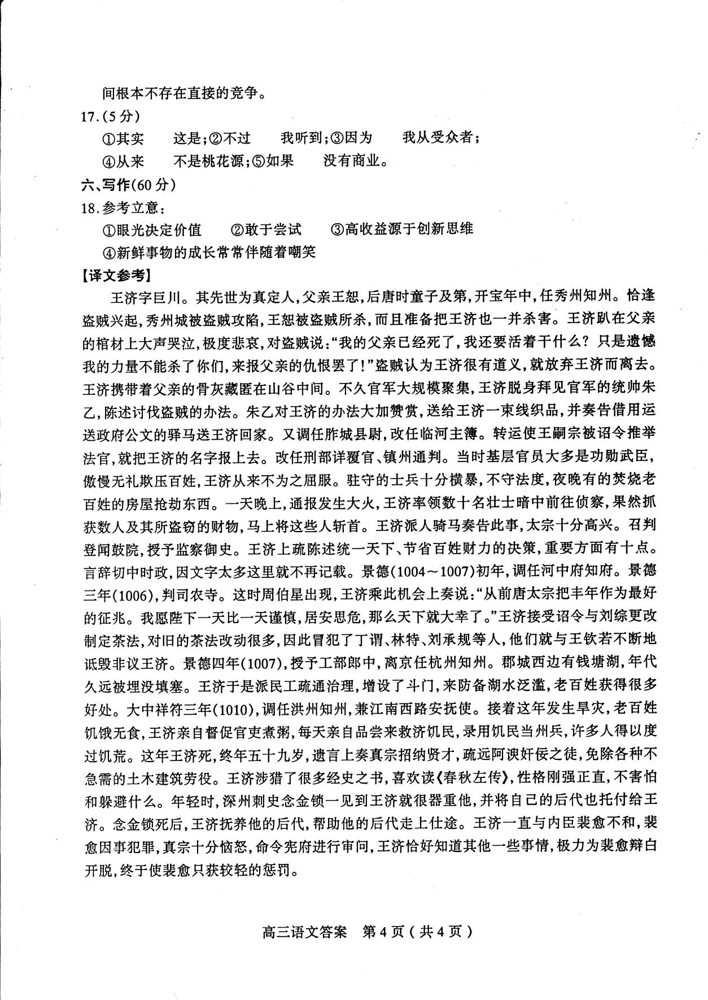 间根本不存在直接的竞争。
17.(5分)
①其实　　这是;②不过　　我听到;③因为　　我从受众者;
④从来　　不是桃花源;⑤如果　　没有商业。
六、写作(60分)
18.参考立意:
①眼光决定价值　　②敢于尝试　　③高收益源于创新思维
④新鲜事物的成长常常伴随着嘲笑
【译文参考】
王济字巨川。其先世为真定人,父亲王恕,后唐时童子及第,开宝年中,任秀州知州。恰逢
盗贼兴起,秀州城被盗贼攻陷,王恕被盗贼所杀,而且准备把王济也一并杀害。王济趴在父亲
的棺材上大声哭泣,极度悲哀,对盗贼说:“我的父亲已经死了,我还要活着干什么? 只是遗憾
我的力量不能杀了你们,来报父亲的仇恨罢了!”盗贼认为王济很有道义,就放弃王济而离去。
王济携带着父亲的骨灰藏匿在山谷中间。不久官军大规模聚集,王济脱身拜见官军的统帅朱
乙,陈述讨伐盗贼的办法。朱乙对王济的办法大加赞赏,送给王济一束线织品,并奏告借用运
送政府公文的驿马送王济回家。又调任胙城县尉,改任临河主簿。转运使王嗣宗被诏令推举
法官,就把王济的名字报上去。改任刑部详覆官、镇州通判。当时基层官员大多是功勋武臣,
傲慢无礼欺压百姓,王济从来不为之屈服。驻守的士兵十分横暴,不守法度,夜晚有的焚烧老
百姓的房屋抢劫东西。一天晚上,通报发生大火,王济率领数十名壮士暗中前往侦察,果然抓
获数人及其所盗窃的财物,马上将这些人斩首。王济派人骑马奏告此事,太宗十分高兴。召判
登闻鼓院,授予监察御史。王济上疏陈述统一天下、节省百姓财力的决策,重要方面有十点。
言辞切中时政,因文字太多这里就不再记载。景德(1004～1007)初年,调任河中府知府。景德
三年(1006),判司农寺。这时周伯星出现,王济乘此机会上奏说:“从前唐太宗把丰年作为最好
的征兆。我愿陛下一天比一天谨慎,居安思危,那么天下就大幸了。”王济接受诏令与刘综更改
制定茶法,对旧的茶法改动很多,因此冒犯了丁谓、林特、刘承规等人,他们就与王钦若不断地
诋毁非议王济。景德四年(1007),授予工部郎中,离京任杭州知州。郡城西边有钱塘湖,年代
久远被埋没填塞。王济于是派民工疏通治理,增设了斗门,来防备湖水泛滥,老百姓获得很多
好处。大中祥符三年(1010),调任洪州知州,兼江南西路安抚使。接着这年发生旱灾,老百姓
饥饿无食,王济亲自督促官吏煮粥,每天亲自品尝来救济饥民,录用饥民当州兵,许多人得以度
过饥荒。这年王济死,终年五十九岁,遗言上奏真宗招纳贤才,疏远阿谀奸佞之徒,免除各种不
急需的土木建筑劳役。王济涉猎了很多经史之书,喜欢读《春秋左传》,性格刚强正直,不害怕
和躲避什么。年轻时,深州刺史念金锁一见到王济就很器重他,并将自己的后代也托付给王
济。念金锁死后,王济抚养他的后代,帮助他的后代走上仕途。王济一直与内臣裴愈不和,裴
愈因事犯罪,真宗十分恼怒,命令宪府进行审问,王济恰好知道其他一些事情,极力为裴愈辩白
开脱,终于使裴愈只获较轻的惩罚。
高三语文答案　第4页(共4页)